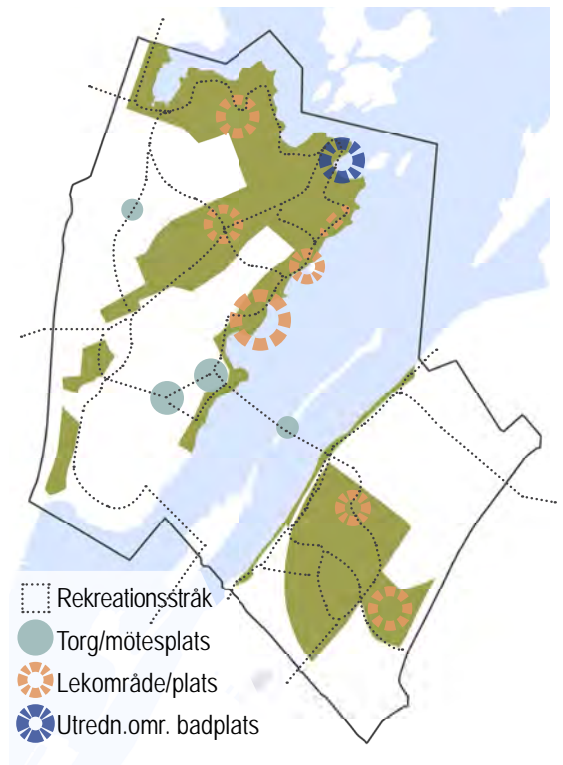 Rekreationsstråk
Torg/mötesplats
Lekområde/plats
Utredn.omr. badplats